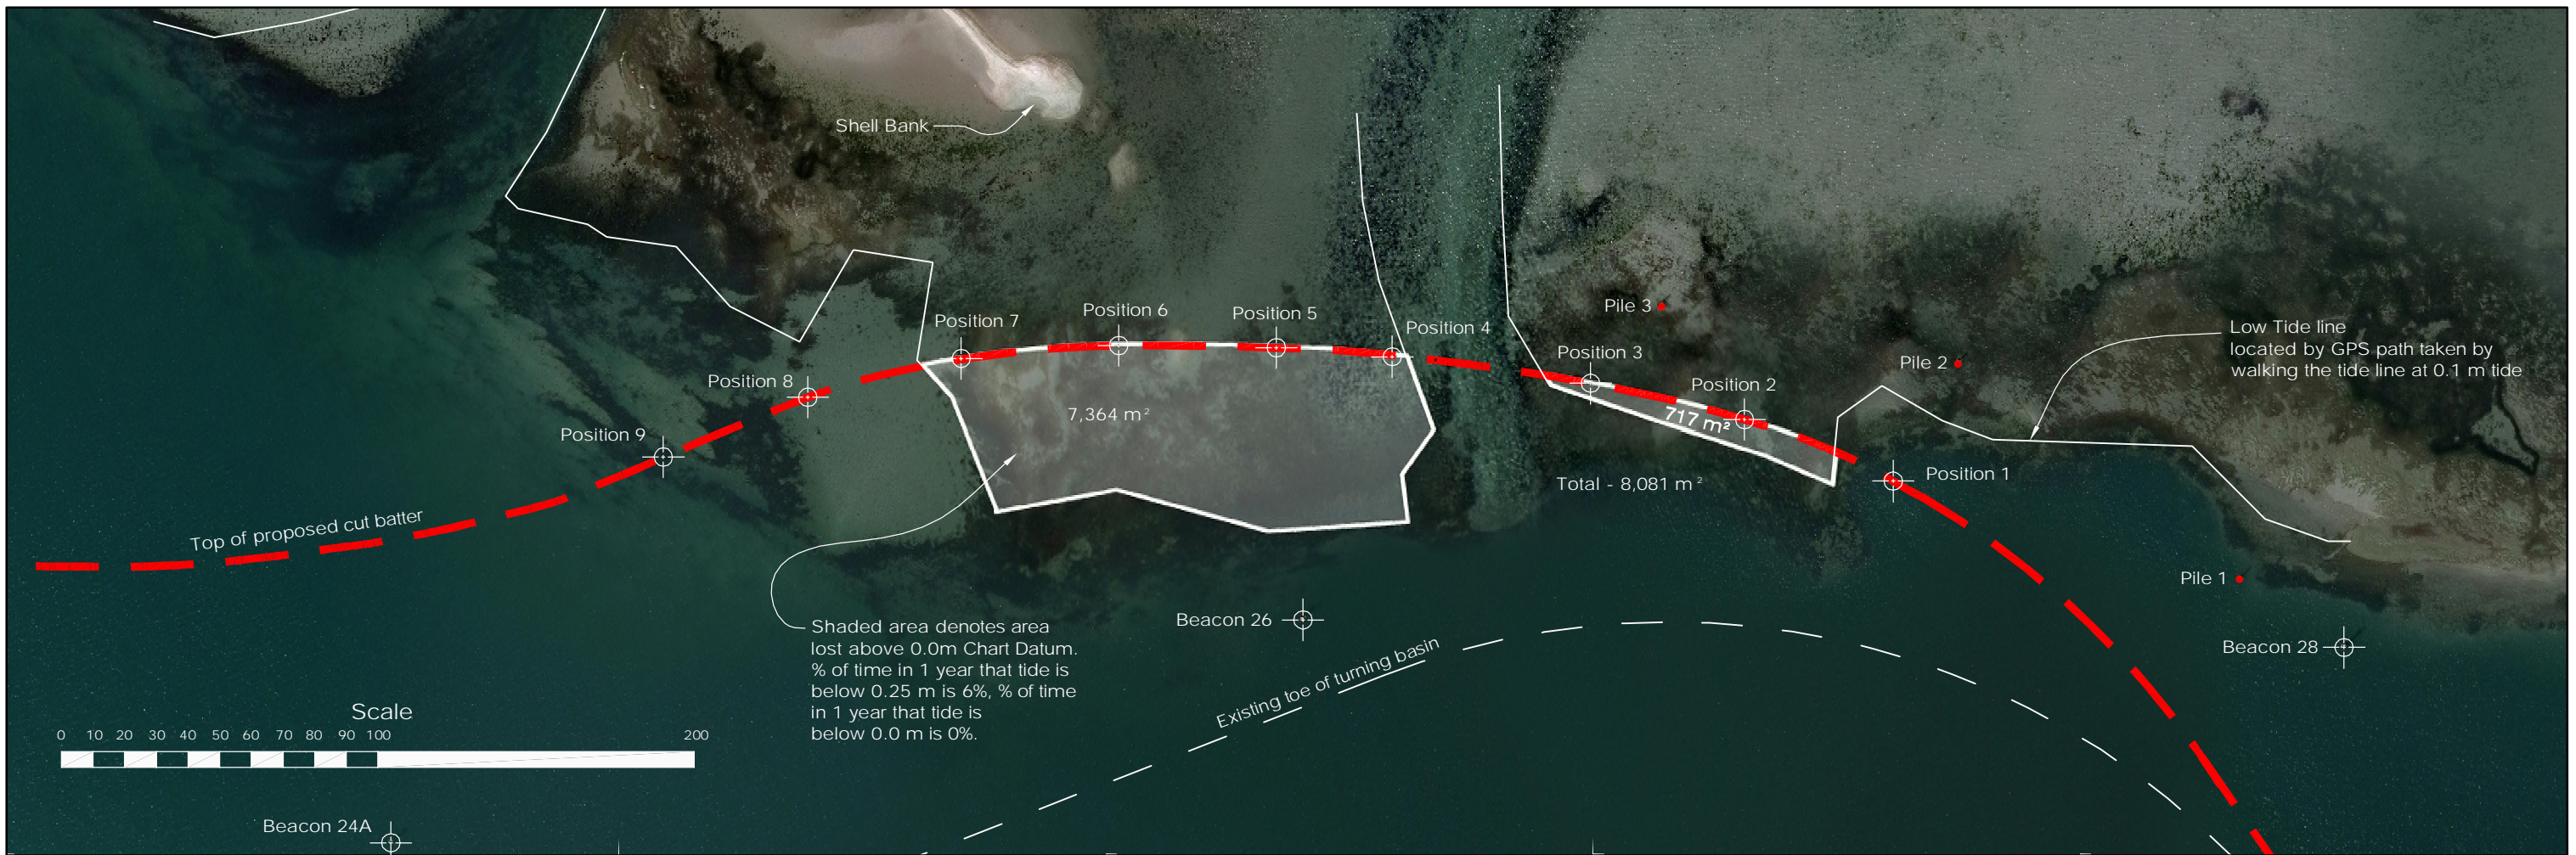 Shell Bank
Position 7
Position 6
Position 5
Position 4
Pile 3
Position 3
Position 2
Pile 2
Low Tide line
located by GPS path taken by
walking the tide line at 0.1 m tide
Position 8
Position 9
7,364 m²
717 m²
Total - 8,081 m²
Position 1
Top of proposed cut batter
Pile 1
Beacon 26
Beacon 28
Existing toe of turning basin
Shaded area denotes area
lost above 0.0m Chart Datum.
% of time in 1 year that tide is
below 0.25 m is 6%, % of time
in 1 year that tide is
below 0.0 m is 0%.
Scale
0 10 20 30 40 50 60 70 80 90 100 200
Beacon 24A